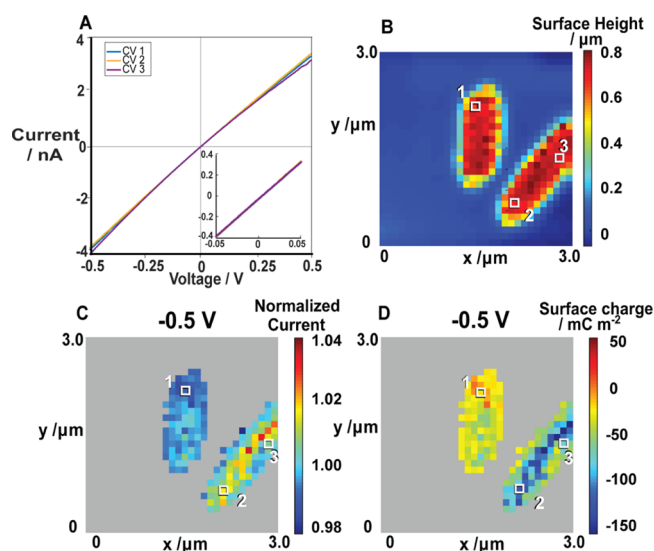 A
4
CV 1
CV 2
CV 3
2
Current
/ nA
0
-2
-4
0.4
0.2
0
-0.2
-0.4
-0.05
0
0.05
-0.5
-0.25
0
0.25
0.5
Voltage / V
B
Surface Height
/ µm
3.0
y /µm
0
0
x /µm
3.0
1
2
3
0.8
0.6
0.4
0.2
0
C
-0.5 V
Normalized
Current
3.0
y /µm
0
0
x /µm
3.0
1
2
3
1.04
1.02
1.00
0.98
D
-0.5 V
Surface charge
/ mC m-2
3.0
y /µm
0
0
x /µm
3.0
1
2
3
50
0
-50
-100
-150